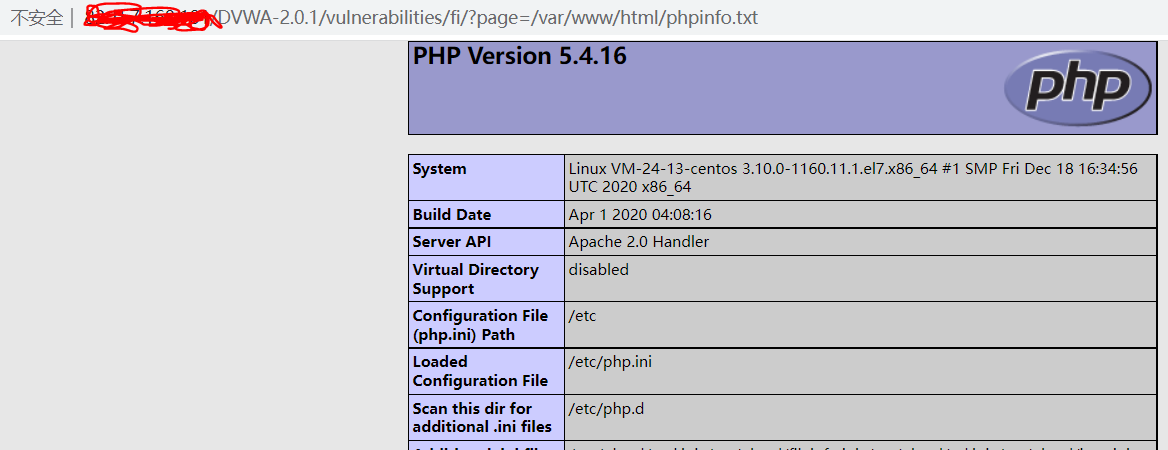 不安全 | /DVWA-2.0.1/vulnerabilities/fi/?page=/var/www/html/phpinfo.txt
PHP Version 5.4.16
php
System Linux VM-24-13-centos 3.10.0-1160.11.1.el7.x86_64 #1 SMP Fri Dec 18 16:34:56
UTC 2020 x86_64
Build Date Apr 1 2020 04:08:16
Server API Apache 2.0 Handler
Virtual Directory disabled
Support
Configuration File /etc
(php.ini) Path
Loaded /etc/php.ini
Configuration File
Scan this dir for /etc/php.d
additional .ini files